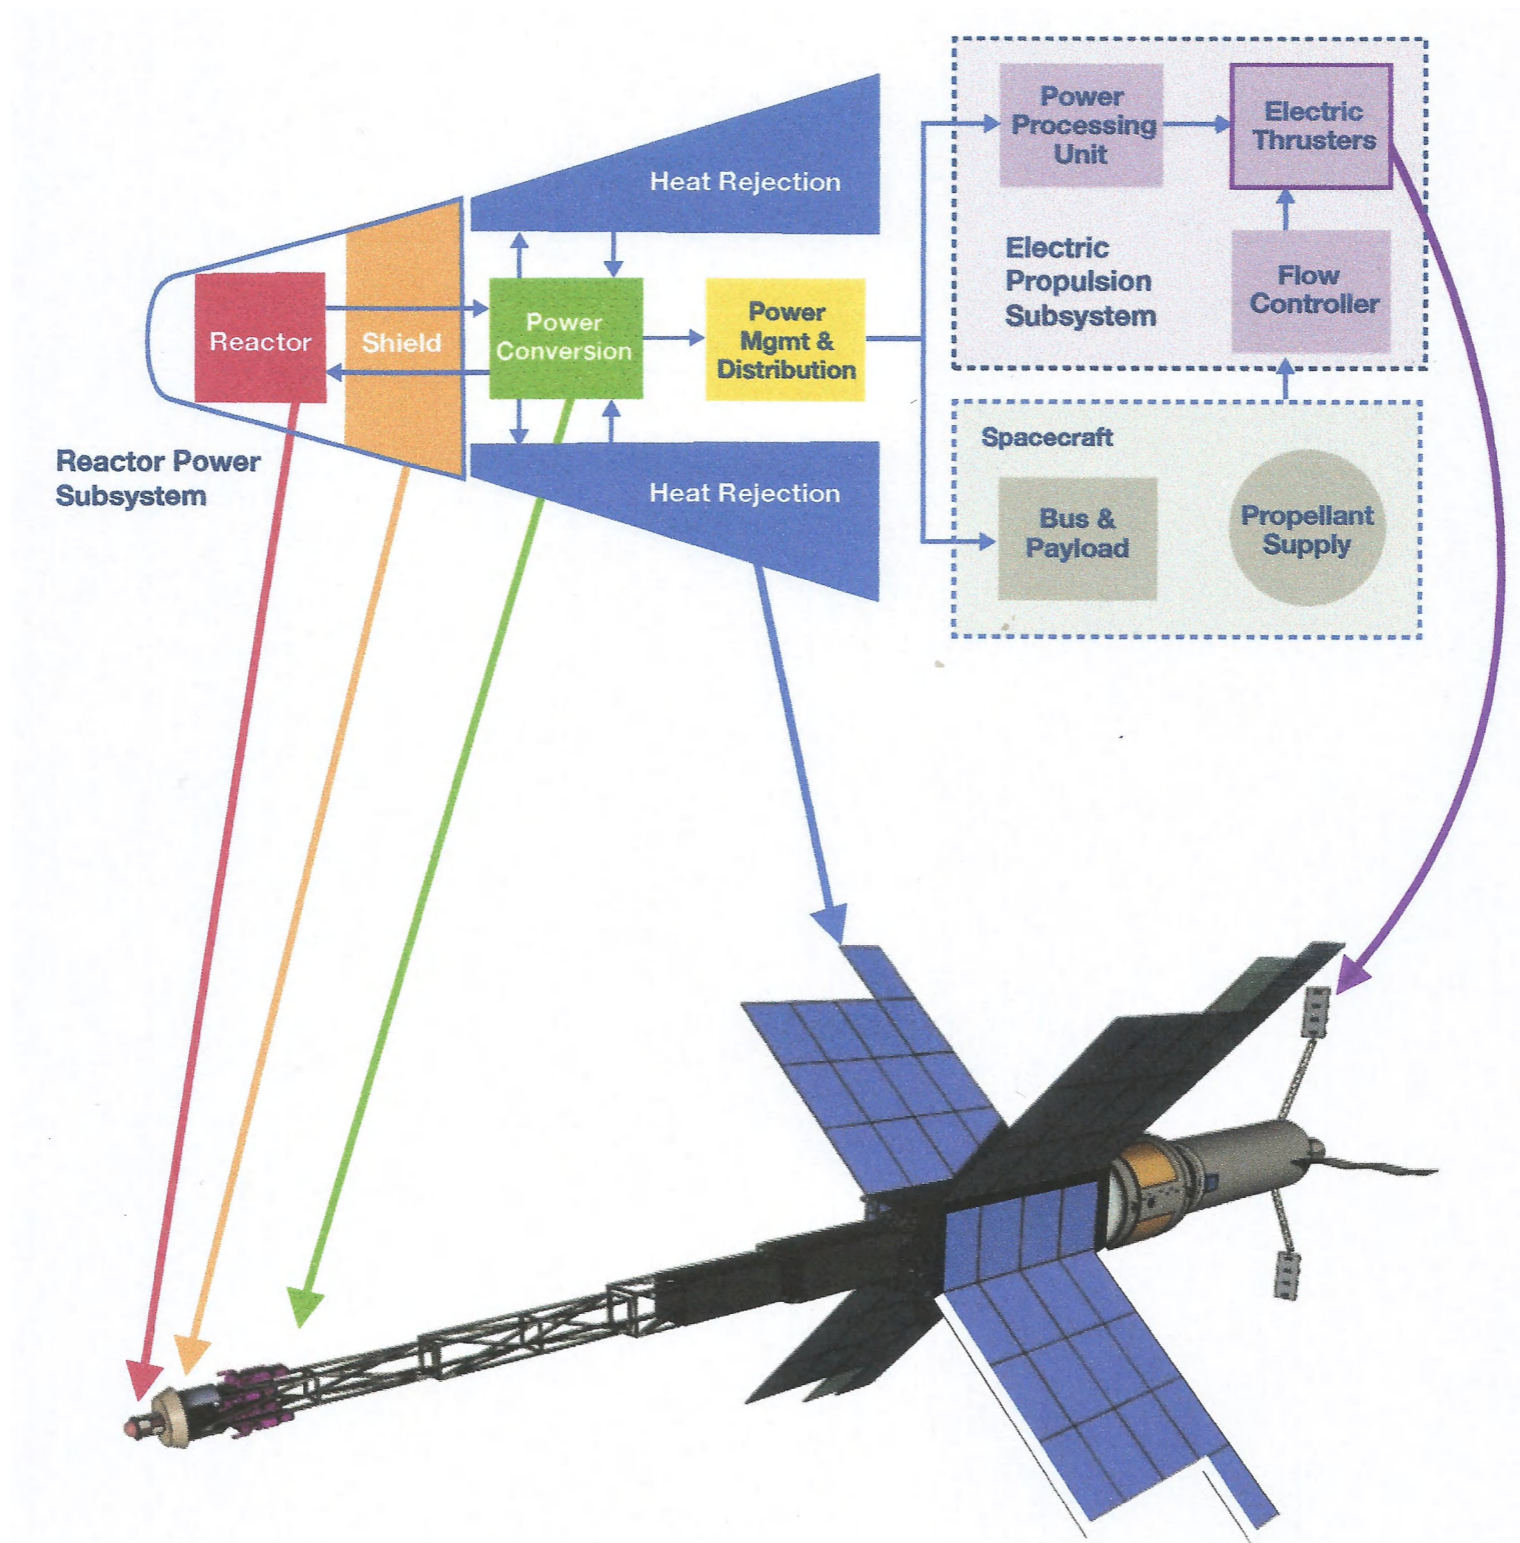 Power
Processing
Unit
Electric
Thrusters
Heat Rejection
Electric
Propulsion
Subsystem
Flow
Controller
Reactor
Shield
Power
Conversion
Power
Mgmt &
Distribution
Reactor Power
Subsystem
Heat Rejection
Spacecraft
Bus &
Payload
Propellant
Supply